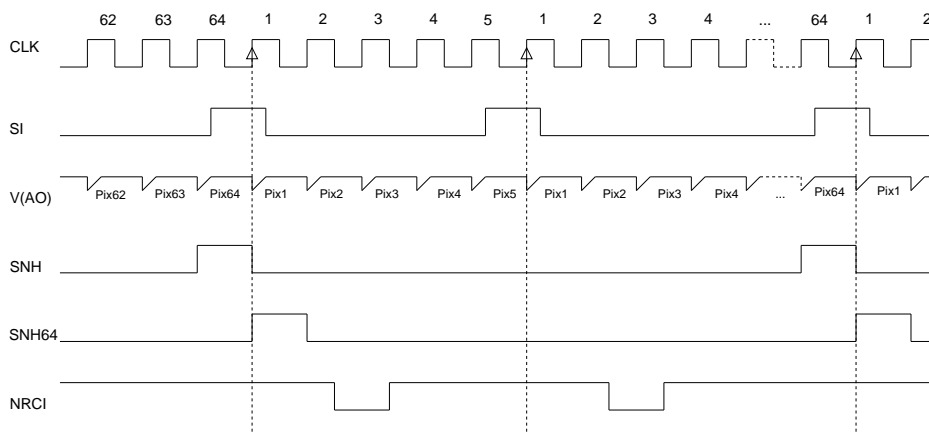 62 63 64 1 2 3 4 5 1 2 3 4 ... 64 1 2
CLK
SI
V(AO)
Pix62 Pix63 Pix64 Pix1 Pix2 Pix3 Pix4 Pix5 Pix1 Pix2 Pix3 Pix4 ... Pix64 Pix1
SNH
SNH64
NRCI